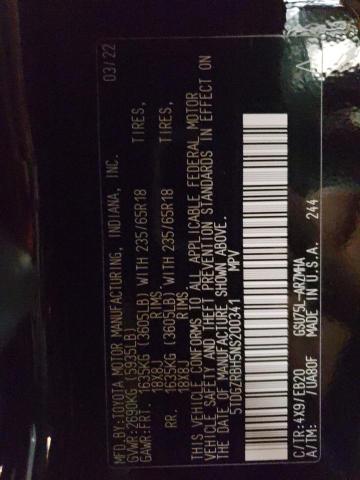 MFD.BY:TOYOTA MOTOR MANUFACTURING, INDIANA, INC. 03/22
GVWR:2695KG (5935LB)
GAWR:FRT. 1635KG (3605LB) WITH 235/65R18 TIRES,
18X8J RIMS
RR. 1635KG (3605LB) WITH 235/65R18 TIRES,
18X8J RIMS
THIS VEHICLE CONFORMS TO ALL APPLICABLE FEDERAL MOTOR
VEHICLE SAFETY AND THEFT PREVENTION STANDARDS IN EFFECT ON
THE DATE OF MANUFACTURE SHOWN ABOVE.
5TDGZRBH5NS200341 MPV
C/TR:4X9/EB20 GSU75L-ARZMHA
A/TM: /UA80F MADE IN U.S.A. 244